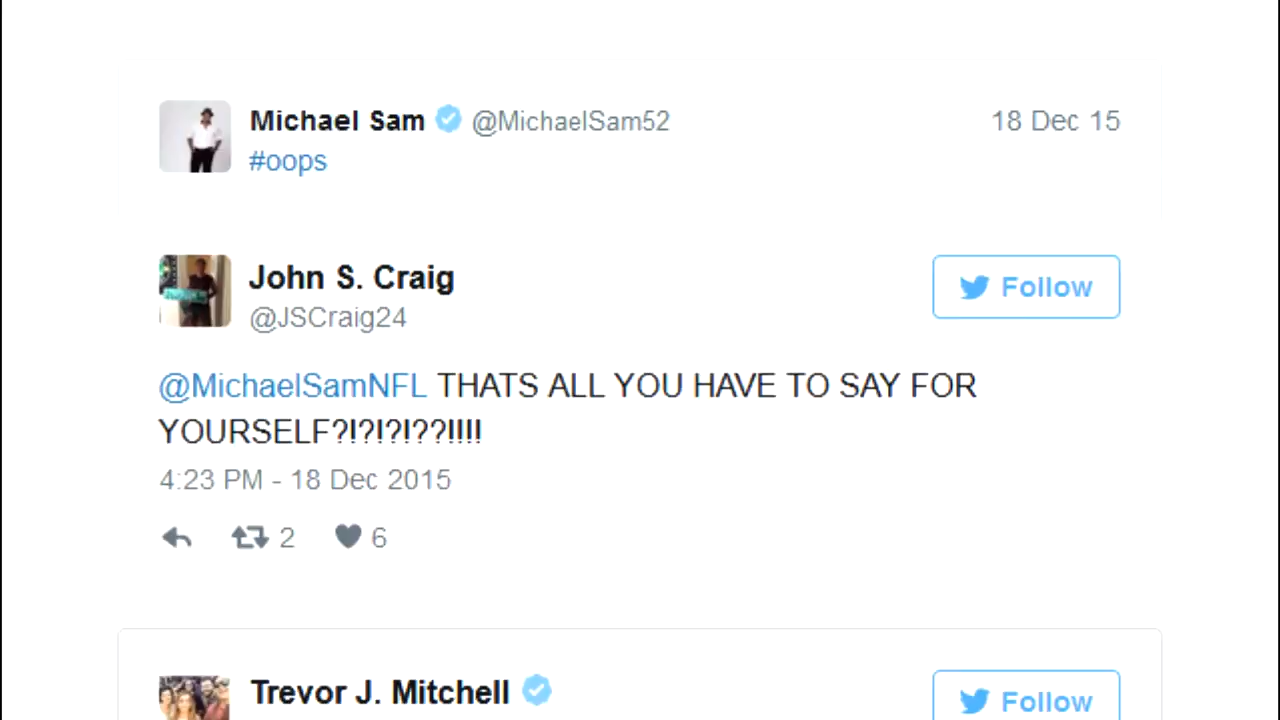 Michael Sam @MichaelSam52 18 Dec 15
#oops
John S. Craig
Follow
@JSCraig24
@MichaelSamNFL THATS ALL YOU HAVE TO SAY FOR
YOURSELF?!?!?!??!!!!
4:23 PM - 18 Dec 2015
2 6
Trevor J. Mitchell
Follow